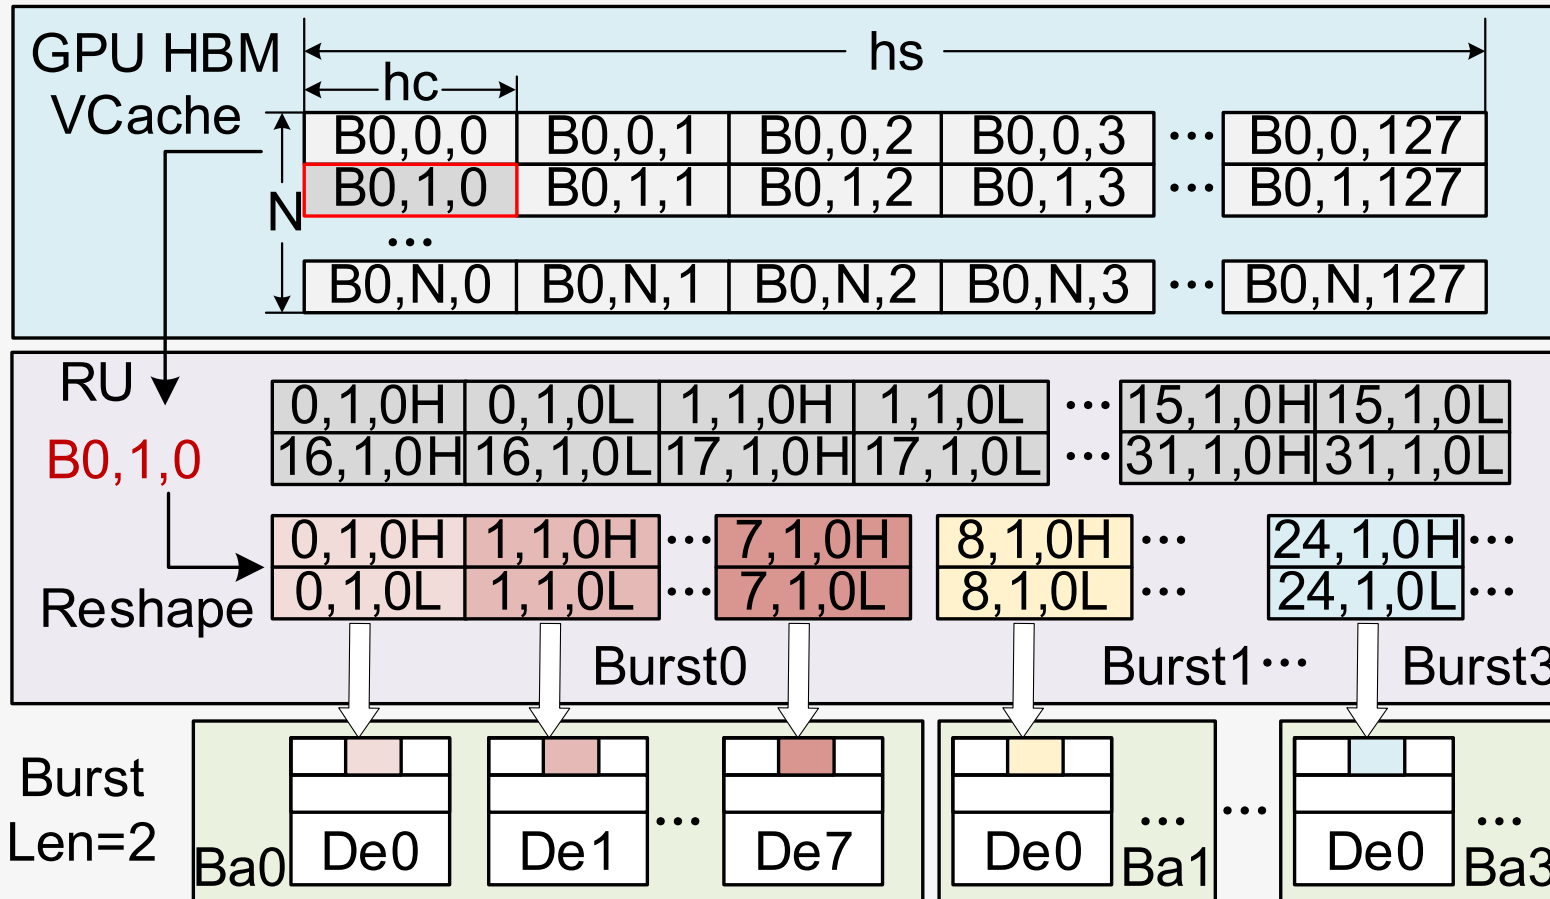 GPU HBM
VCache
hs
hc
N
B0,0,0 B0,0,1 B0,0,2 B0,0,3 ... B0,0,127
B0,1,0 B0,1,1 B0,1,2 B0,1,3 ... B0,1,127
...
B0,N,0 B0,N,1 B0,N,2 B0,N,3 ... B0,N,127
RU
B0,1,0
0,1,0H 0,1,0L 1,1,0H 1,1,0L ... 15,1,0H 15,1,0L
16,1,0H 16,1,0L 17,1,0H 17,1,0L ... 31,1,0H 31,1,0L
Reshape
0,1,0H 1,1,0H ... 7,1,0H 8,1,0H ... 24,1,0H ...
0,1,0L 1,1,0L ... 7,1,0L 8,1,0L ... 24,1,0L ...
Burst0 Burst1 ... Burst3
Burst
Len=2
Ba0 De0 De1 ... De7 De0 ... Ba1 ... De0 ... Ba3